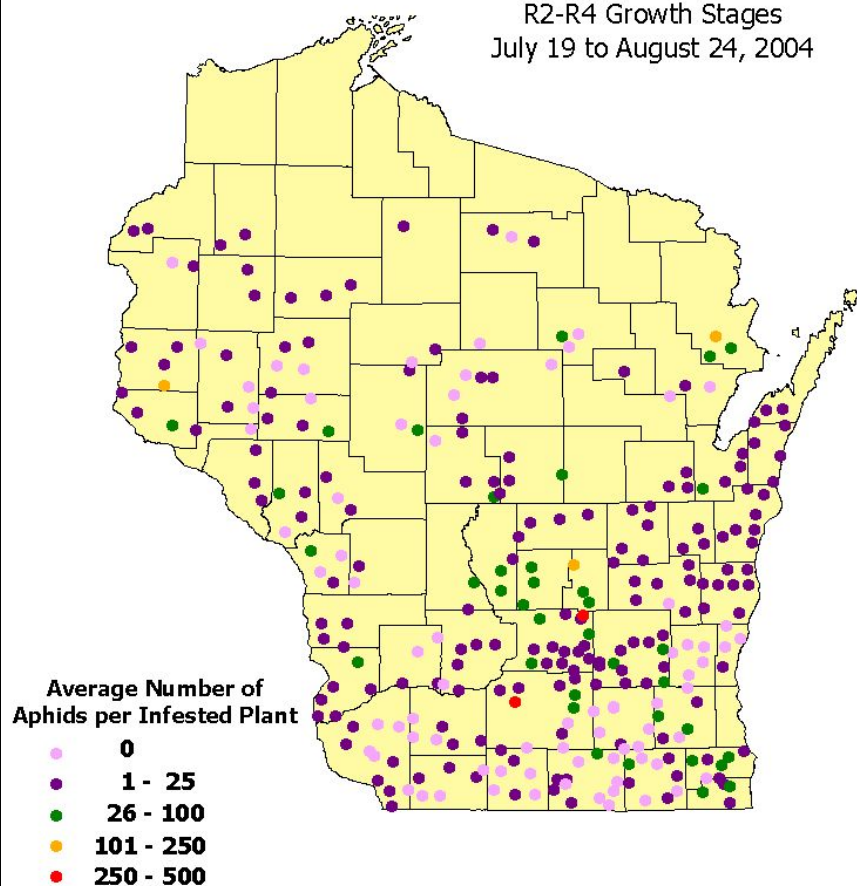 R2-R4 Growth Stages
July 19 to August 24, 2004
Average Number of
Aphids per Infested Plant
0
1 - 25
26 - 100
101 - 250
250 - 500